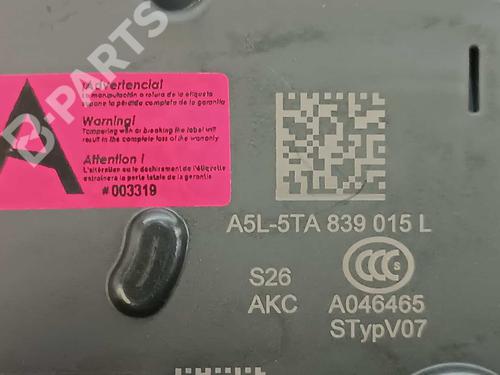 B-PARTS
A
¡Advertencia!
La manipulación o rotura de la etiqueta
supone la pérdida completa de la garantía
Warning!
Tampering with or breaking the label will
result in the complete loss of the warranty
Attention !
L'altération ou le déchirement de l'étiquette
entraînera la perte totale de la garantie
# 003319
A5L-5TA 839 015 L
S26
CCC S
AKC
A046465
STypV07